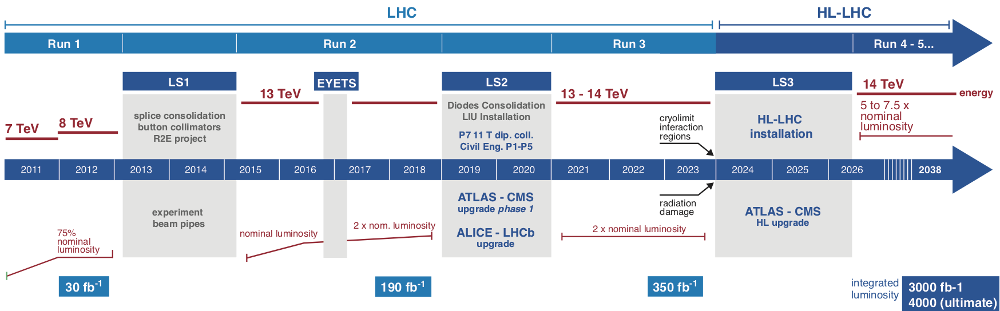 LHC
HL-LHC
Run 1
Run 2
Run 3
Run 4 - 5...
LS1
EYETS
LS2
LS3
7 TeV
8 TeV
13 TeV
13 - 14 TeV
14 TeV
energy
splice consolidation
button collimators
R2E project
Diodes Consolidation
LIU Installation
P7 11 T dip. coll.
Civil Eng. P1-P5
cryolimit
interaction
regions
HL-LHC
installation
5 to 7.5 x
nominal
luminosity
2011
2012
2013
2014
2015
2016
2017
2018
2019
2020
2021
2022
2023
2024
2025
2026
2038
experiment
beam pipes
ATLAS - CMS
upgrade phase 1
ALICE - LHCb
upgrade
radiation
damage
ATLAS - CMS
HL upgrade
75%
nominal
luminosity
nominal luminosity
2 x nom. luminosity
2 x nominal luminosity
30 fb-1
190 fb-1
350 fb-1
integrated
luminosity
3000 fb-1
4000 (ultimate)